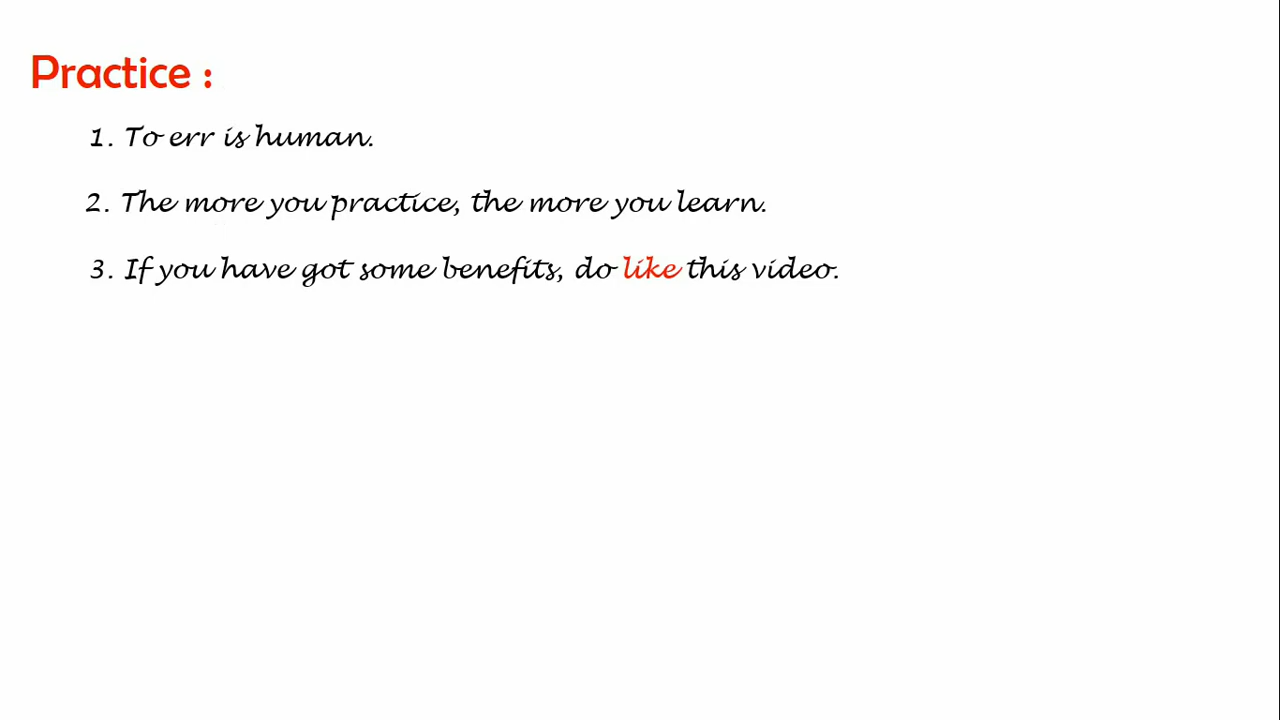 Practice :
1. To err is human.
2. The more you practice, the more you learn.
3. If you have got some benefits, do like this video.